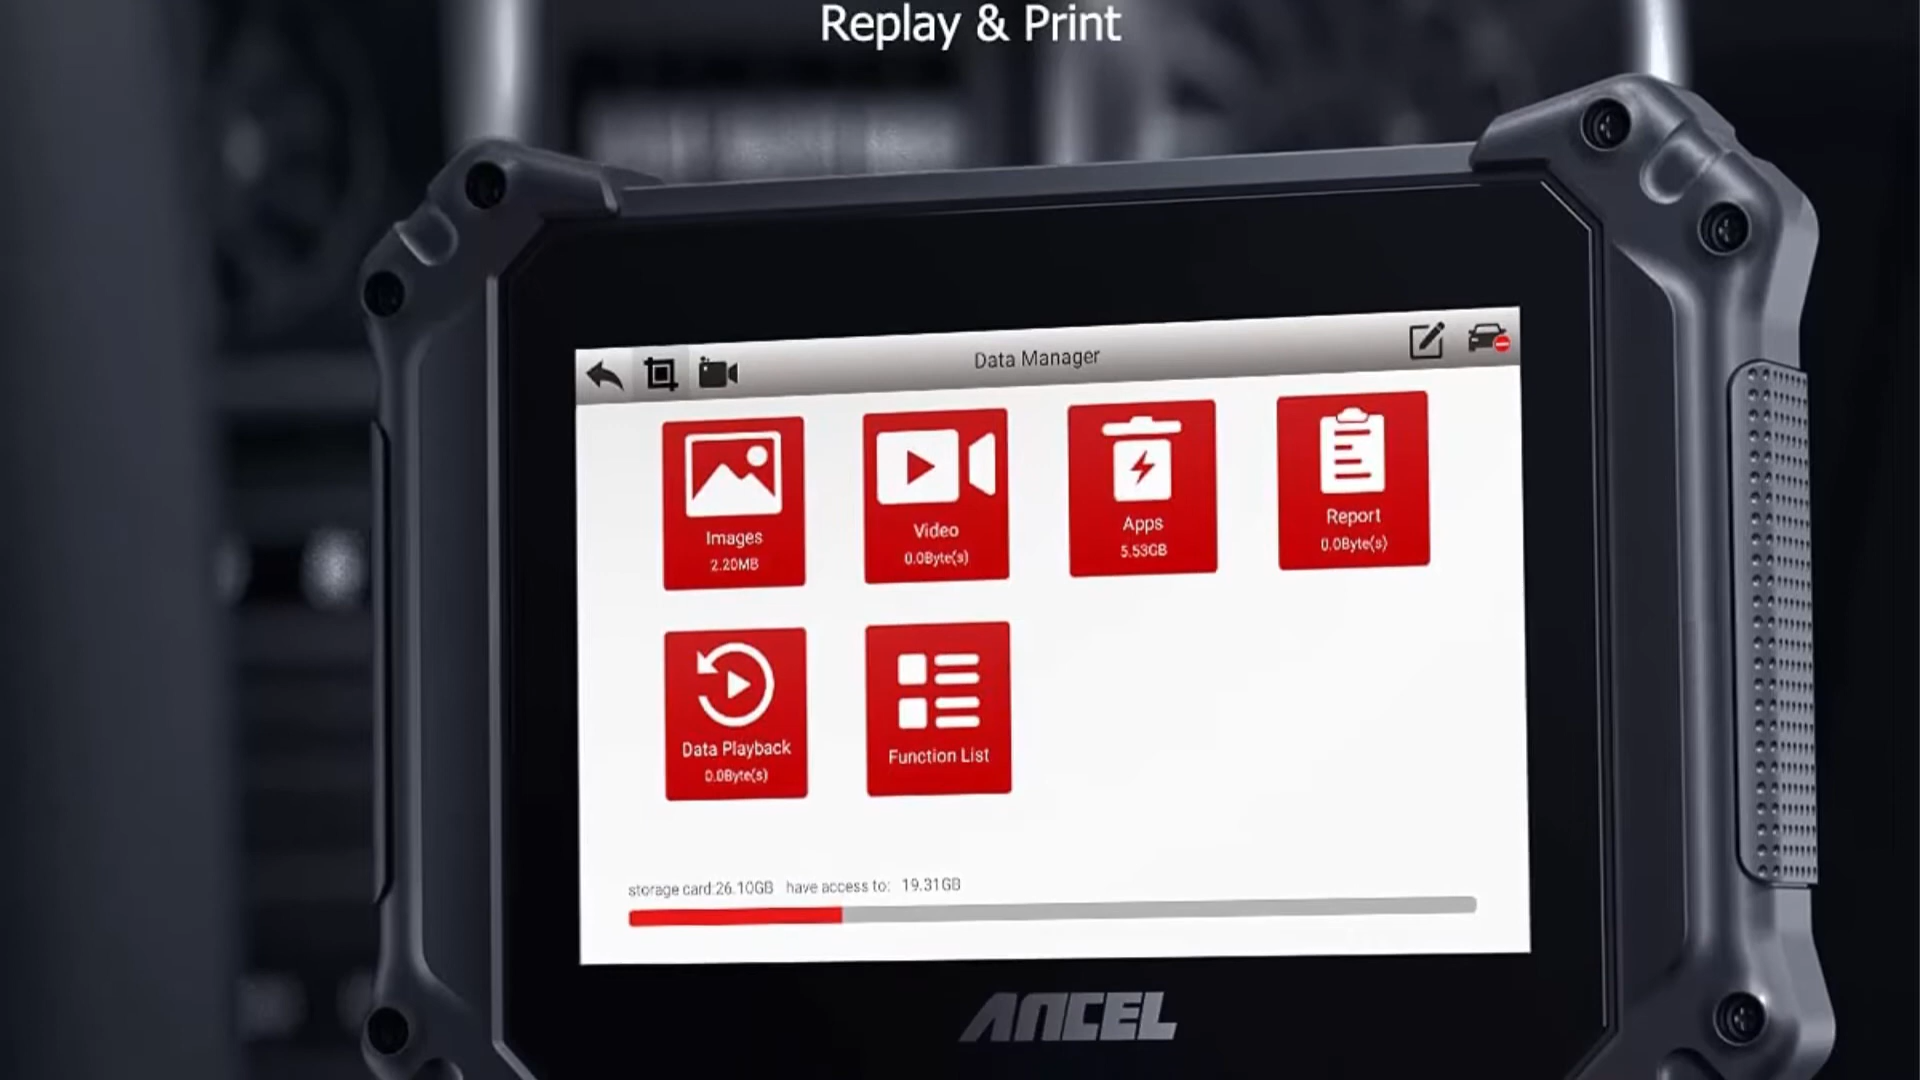 Replay & Print
Data Manager
Images
2.20MB
Video
0.0Byte(s)
Apps
5.53GB
Report
0.0Byte(s)
Data Playback
0.0Byte(s)
Function List
storage card:26.10GB have access to: 19.31GB
ANCEL